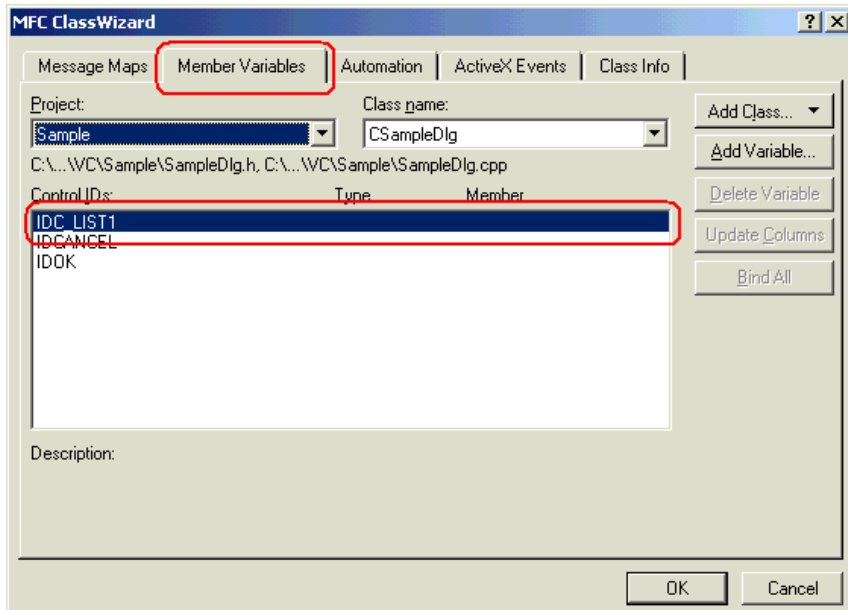 MFC ClassWizard
Message Maps Member Variables Automation ActiveX Events Class Info
Project: Class name:
Sample CSampleDlg
Add Class...
C:\...\VC\Sample\SampleDlg.h, C:\...\VC\Sample\SampleDlg.cpp
Add Variable...
Control IDs: Type Member
Delete Variable
IDC_LIST1
IDCANCEL
Update Columns
IDOK
Bind All
Description:
OK Cancel